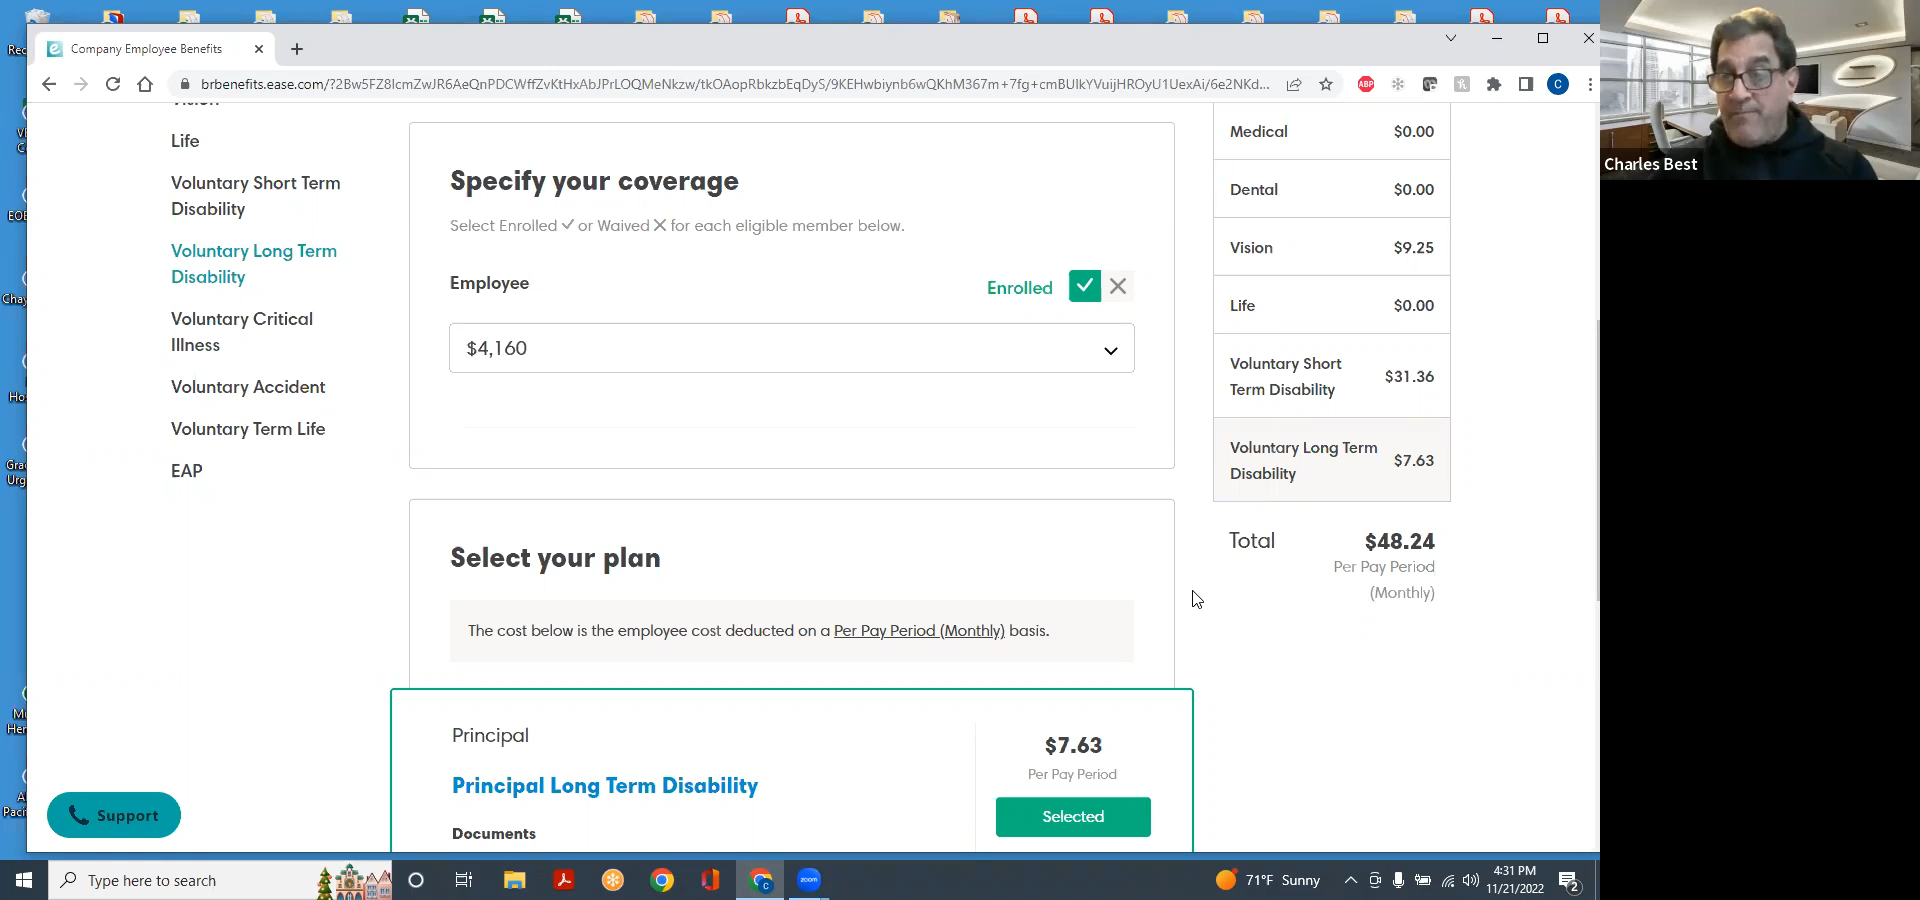 Company Employee Benefits
brbenefits.ease.com/?2Bw5FZ8IcmZwJR6AeQnPDCWffZvKtHxAbJPrLOQMeNkzw/tkOAopRbkzbEqDyS/9KEHwbiynb6wQKhM367m+7fg+cmBUlkYVuijHROyU1UexAi/6e2NKd...
ABP
C
Charles Best
Vision
Life
Voluntary Short Term
Disability
Voluntary Long Term
Disability
Voluntary Critical
Illness
Voluntary Accident
Voluntary Term Life
EAP
Support
Specify your coverage
Select Enrolled ✓ or Waived ✕ for each eligible member below.
Employee
Enrolled
$4,160
Select your plan
The cost below is the employee cost deducted on a Per Pay Period (Monthly) basis.
Principal
Principal Long Term Disability
Documents
$7.63
Per Pay Period
Selected
Medical $0.00
Dental $0.00
Vision $9.25
Life $0.00
Voluntary Short
Term Disability $31.36
Voluntary Long Term
Disability $7.63
Total $48.24
Per Pay Period
(Monthly)
Type here to search
zoom
71°F Sunny
4:31 PM
11/21/2022
2